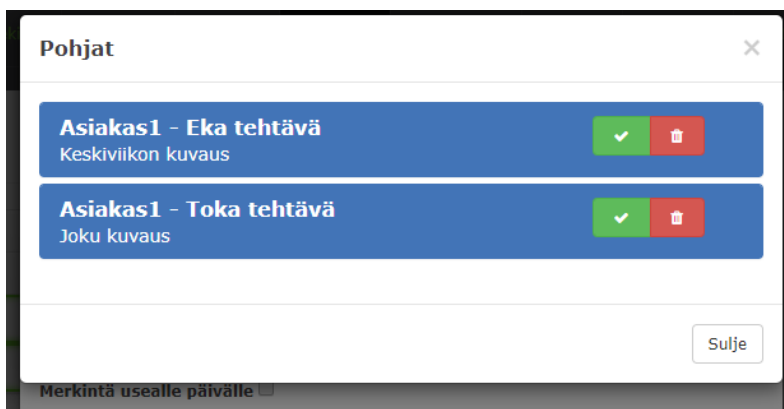 Pohjat
Asiakas1 - Eka tehtävä
Keskiviikon kuvaus
Asiakas1 - Toka tehtävä
Joku kuvaus
Sulje
Merkintä usealle päivälle